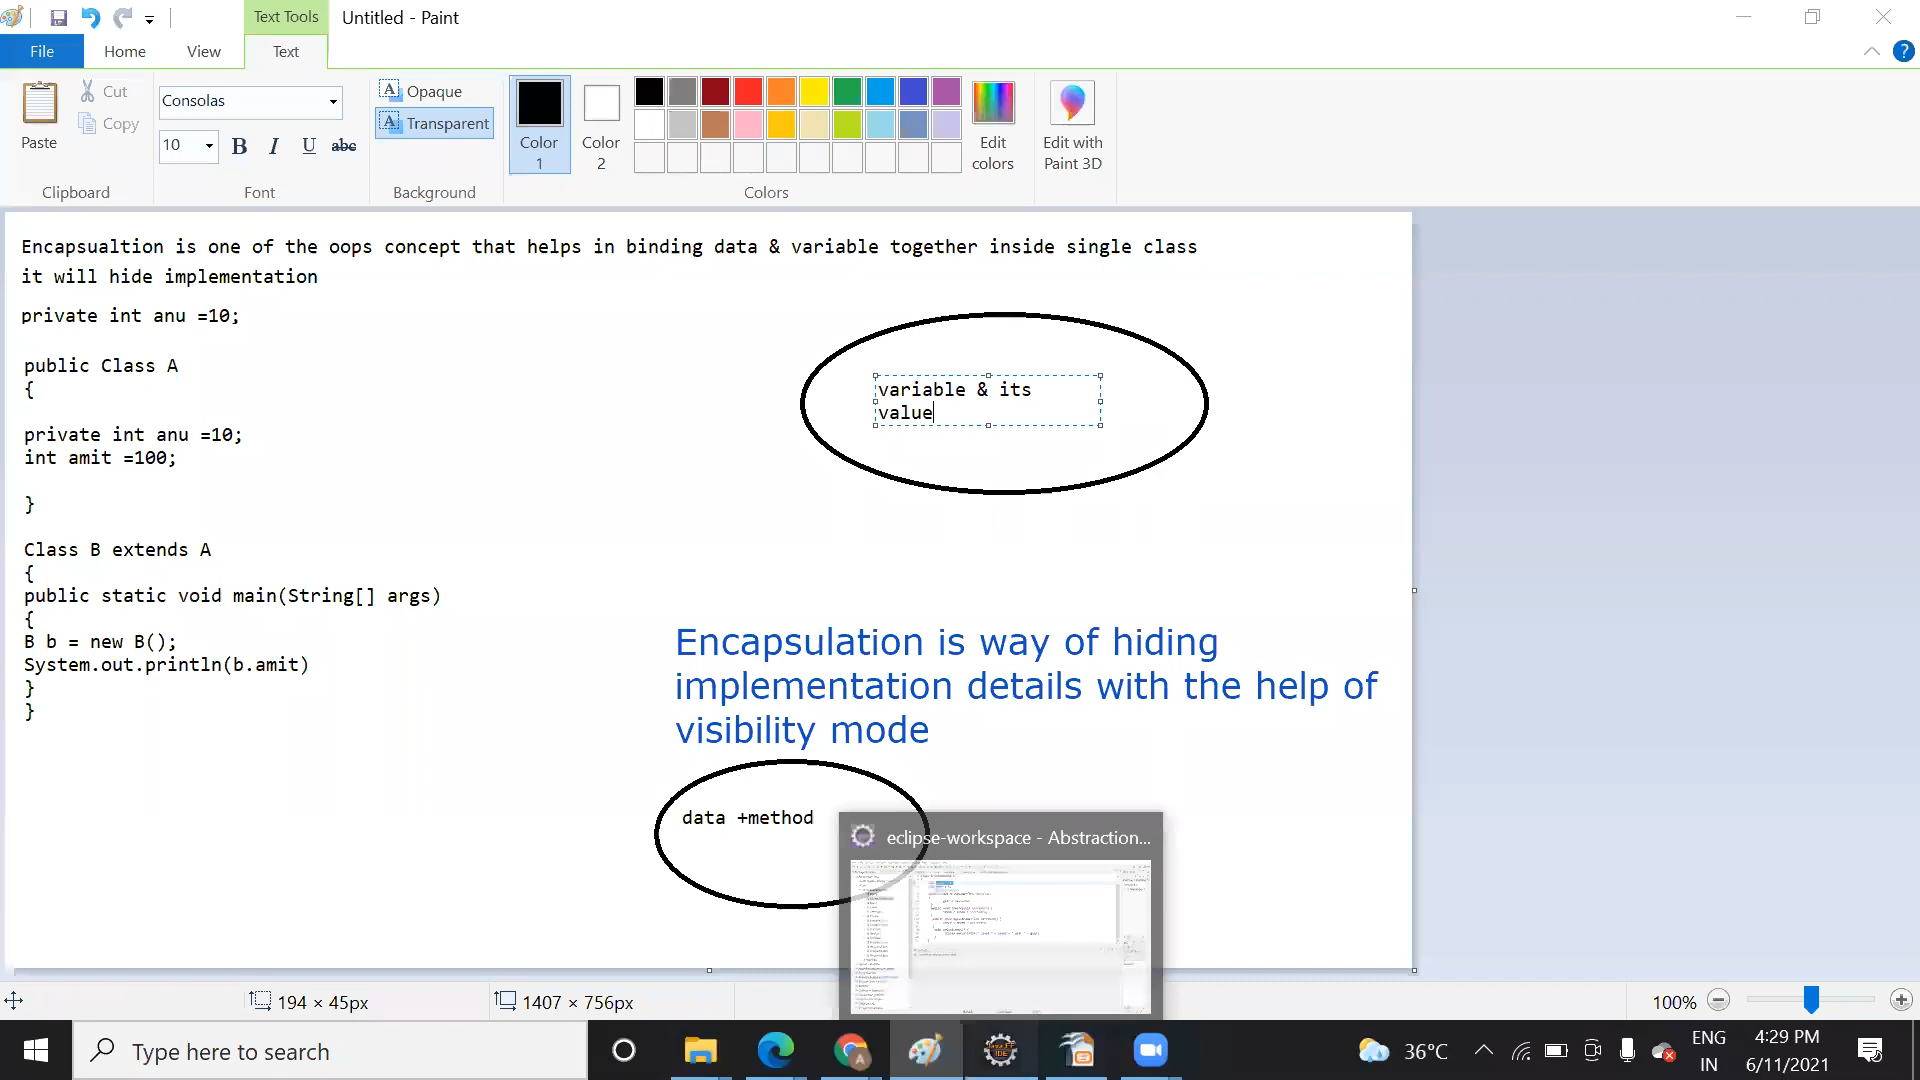 Text Tools
Untitled - Paint
File
Home
View
Text
Paste
Cut
Copy
Clipboard
Consolas
10
B I U abc
Font
Opaque
Transparent
Background
Color 1
Color 2
Colors
Edit colors
Edit with Paint 3D
Encapsualtion is one of the oops concept that helps in binding data & variable together inside single class
it will hide implementation
private int anu =10;
public Class A
{
private int anu =10;
int amit =100;
}
Class B extends A
{
public static void main(String[] args)
{
B b = new B();
System.out.println(b.amit)
}
}
variable & its
value
Encapsulation is way of hiding
implementation details with the help of
visibility mode
data +method
eclipse-workspace - Abstraction...
194 × 45px
1407 × 756px
100%
Type here to search
36°C
ENG
IN
4:29 PM
6/11/2021